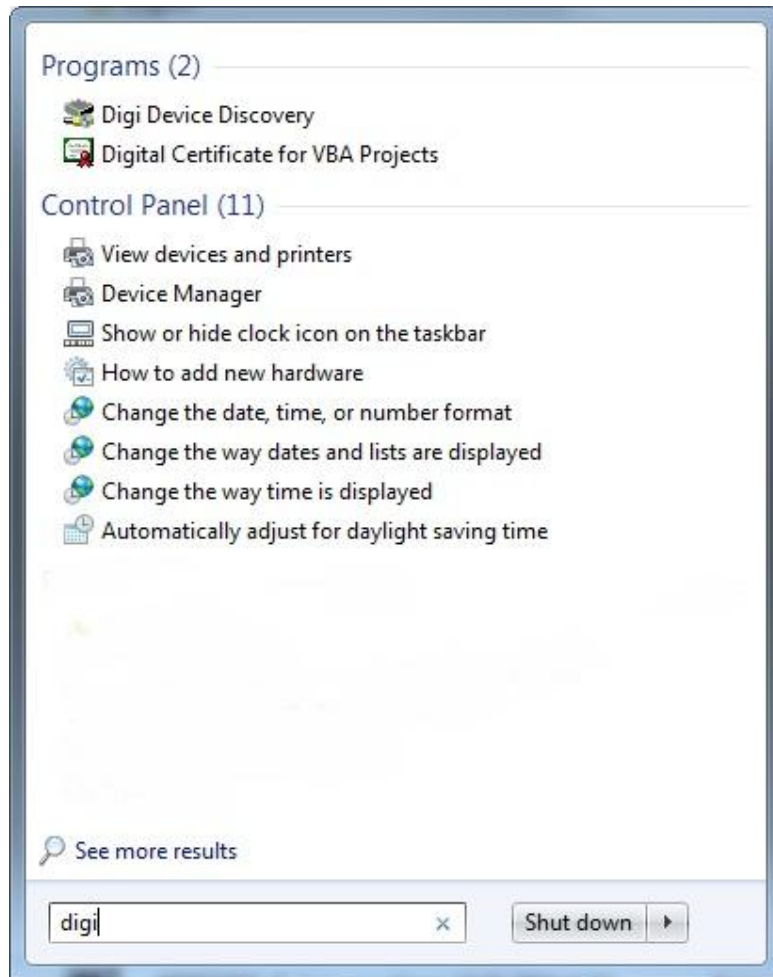 Programs (2)
Digi Device Discovery
Digital Certificate for VBA Projects
Control Panel (11)
View devices and printers
Device Manager
Show or hide clock icon on the taskbar
How to add new hardware
Change the date, time, or number format
Change the way dates and lists are displayed
Change the way time is displayed
Automatically adjust for daylight saving time
See more results
digi
Shut down